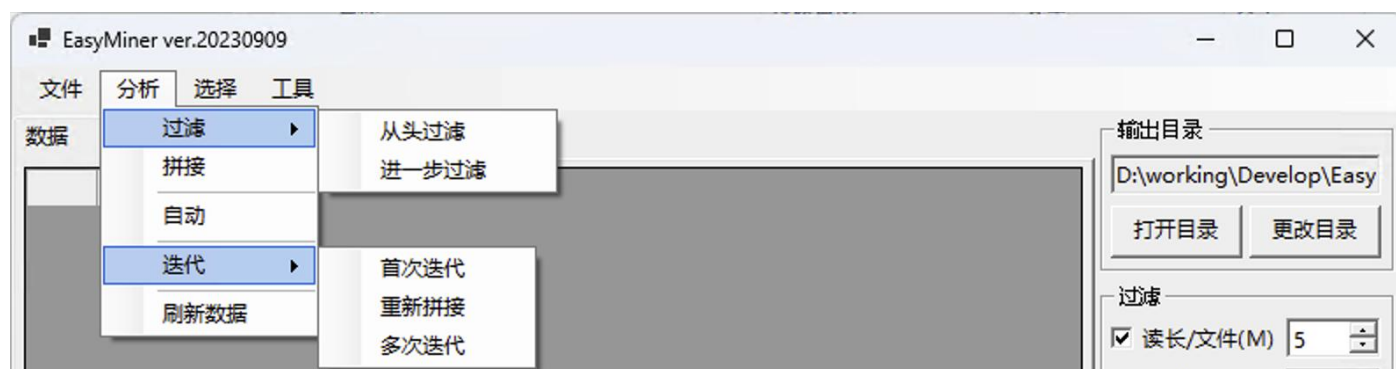 EasyMiner ver.20230909
文件 分析 选择 工具
数据
过滤
从头过滤
进一步过滤
拼接
自动
迭代
首次迭代
重新拼接
多次迭代
刷新数据
输出目录
D:\working\Develop\Easy
打开目录 更改目录
过滤
读长/文件(M) 5